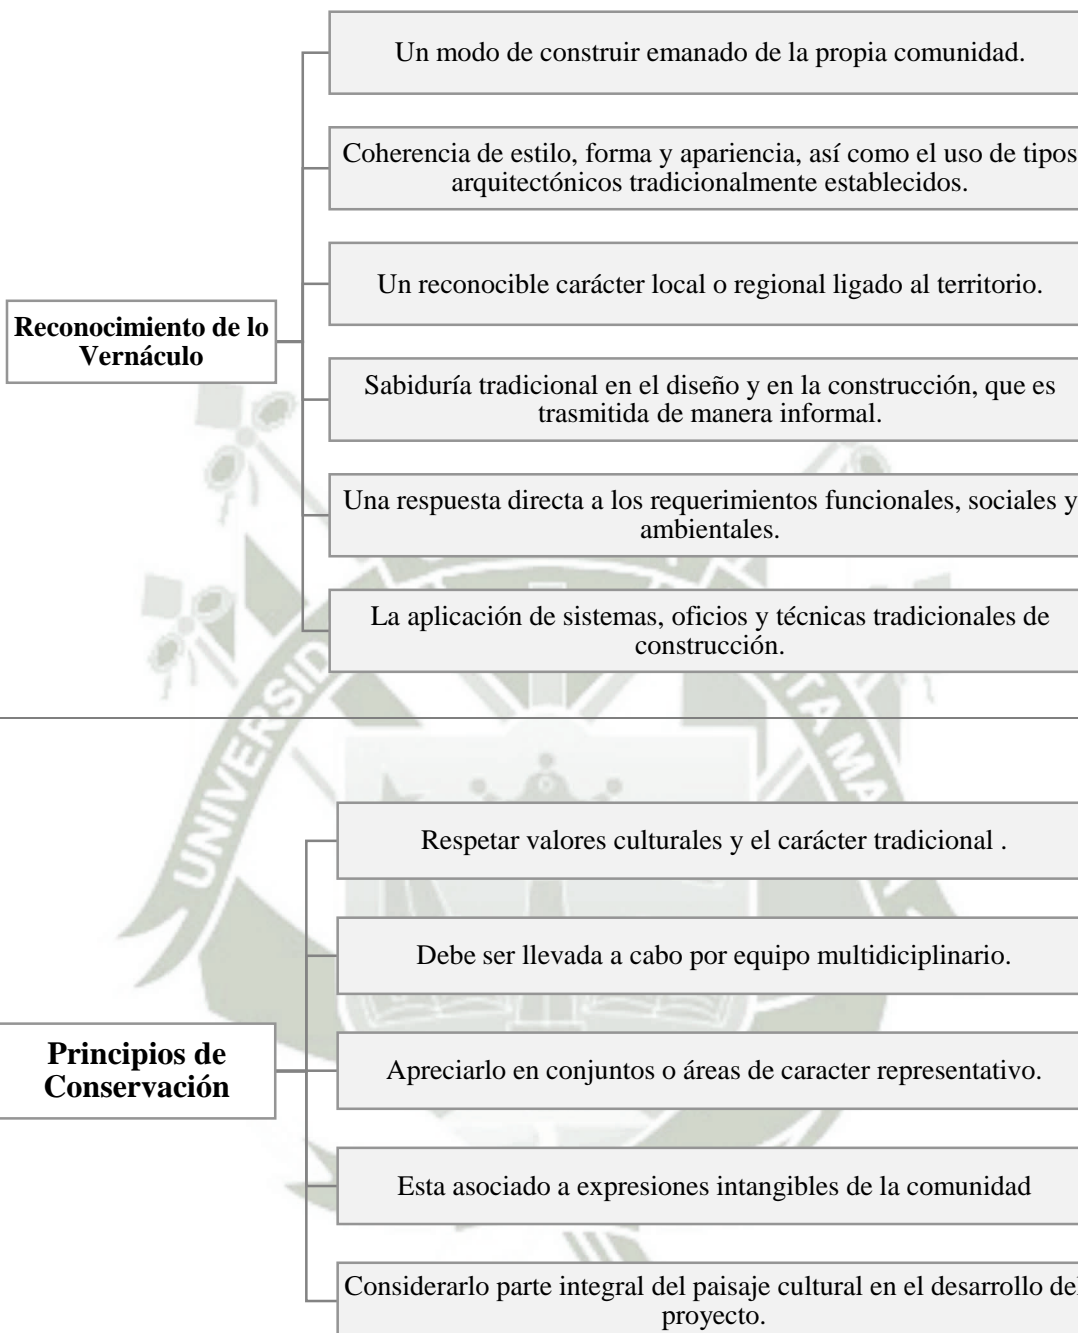 Un modo de construir emanado de la propia comunidad.
Coherencia de estilo, forma y apariencia, así como el uso de tipos
arquitectónicos tradicionalmente establecidos.
Un reconocible carácter local o regional ligado al territorio.
Reconocimiento de lo
Vernáculo
Sabiduría tradicional en el diseño y en la construcción, que es
trasmitida de manera informal.
Una respuesta directa a los requerimientos funcionales, sociales y
ambientales.
La aplicación de sistemas, oficios y técnicas tradicionales de
construcción.
Respetar valores culturales y el carácter tradicional .
Debe ser llevada a cabo por equipo multidiciplinario.
Principios de
Conservación
Apreciarlo en conjuntos o áreas de caracter representativo.
Esta asociado a expresiones intangibles de la comunidad
Considerarlo parte integral del paisaje cultural en el desarrollo del
proyecto.